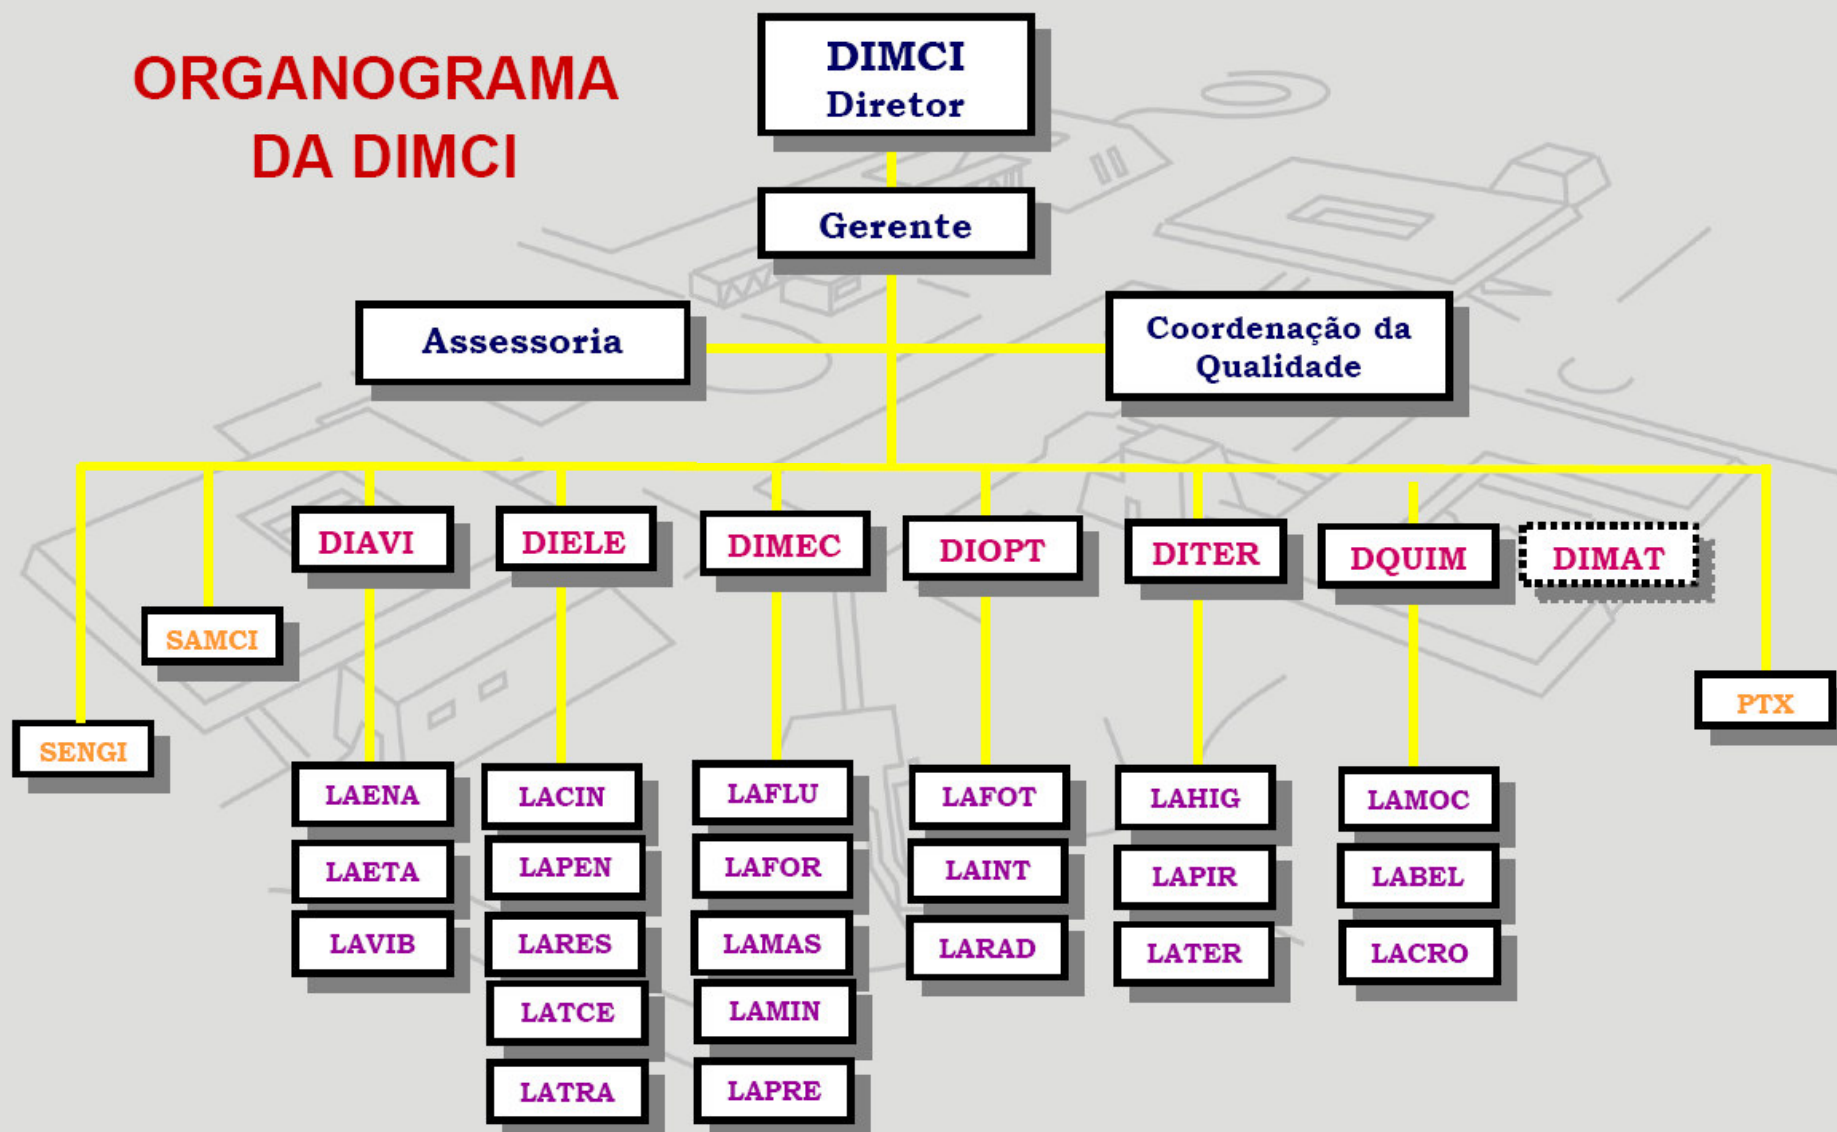 ORGANOGRAMA
DA DIMCI
DIMCI
Diretor
Gerente
Assessoria
Coordenação da
Qualidade
DIAVI
DIELE
DIMEC
DIOPT
DITER
DQUIM
DIMAT
SAMCI
SENGI
PTX
LAENA
LAETA
LAVIB
LACIN
LAPEN
LARES
LATCE
LATRA
LAFLU
LAFOR
LAMAS
LAMIN
LAPRE
LAFOT
LAINT
LARAD
LAHIG
LAPIR
LATER
LAMOC
LABEL
LACRO